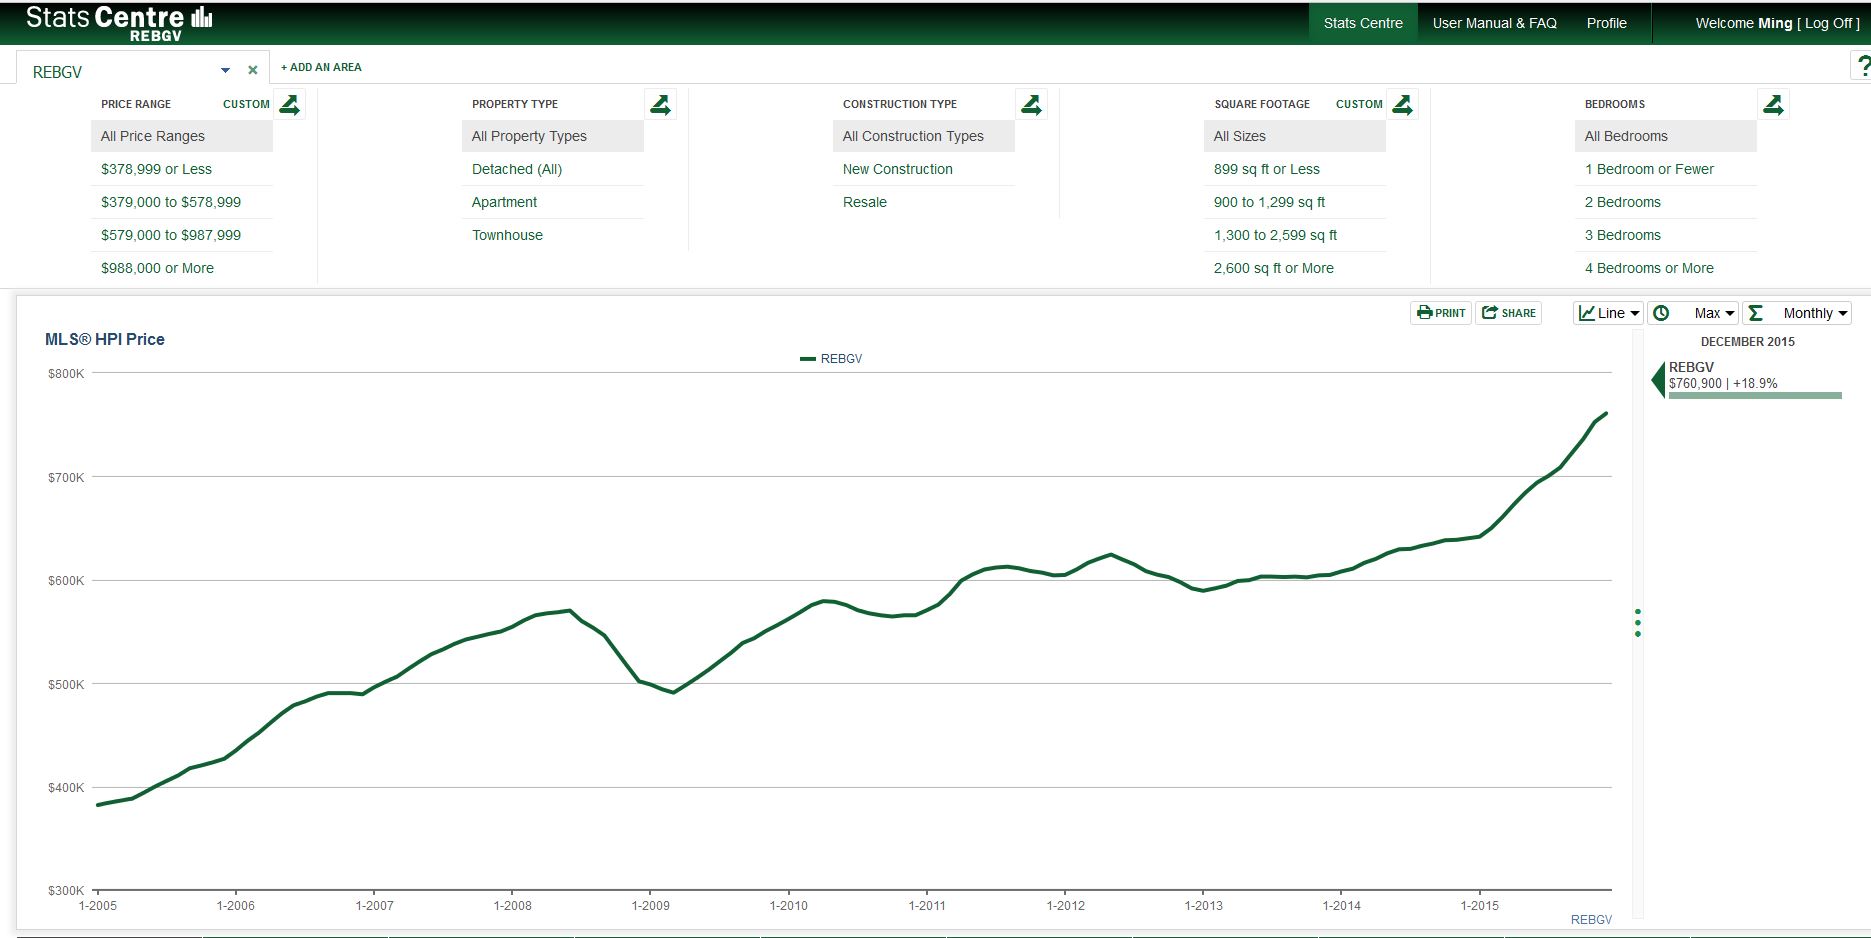 Stats Centre
REBGV
Stats Centre User Manual & FAQ Profile Welcome Ming [ Log Off ]
REBGV + ADD AN AREA ?
PRICE RANGE CUSTOM
All Price Ranges
$378,999 or Less
$379,000 to $578,999
$579,000 to $987,999
$988,000 or More
PROPERTY TYPE
All Property Types
Detached (All)
Apartment
Townhouse
CONSTRUCTION TYPE
All Construction Types
New Construction
Resale
SQUARE FOOTAGE CUSTOM
All Sizes
899 sq ft or Less
900 to 1,299 sq ft
1,300 to 2,599 sq ft
2,600 sq ft or More
BEDROOMS
All Bedrooms
1 Bedroom or Fewer
2 Bedrooms
3 Bedrooms
4 Bedrooms or More
PRINT SHARE Line Max Monthly
MLS® HPI Price
REBGV
DECEMBER 2015
REBGV
$760,900 | +18.9%
$800K
$700K
$600K
$500K
$400K
$300K
1-2005 1-2006 1-2007 1-2008 1-2009 1-2010 1-2011 1-2012 1-2013 1-2014 1-2015
REBGV